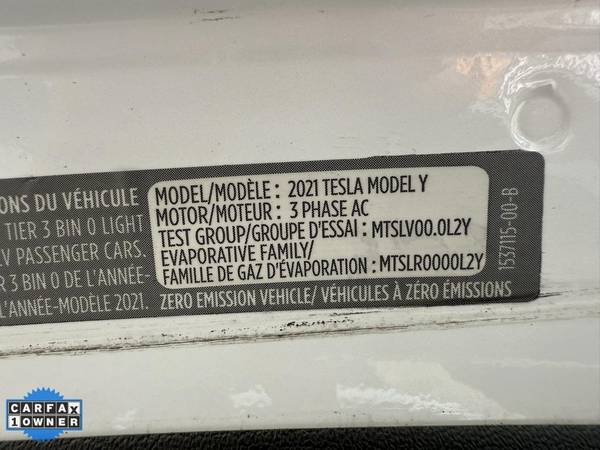 ONS DU VÉHICULE
TIER 3 BIN 0 LIGHT
V PASSENGER CARS.
3 BIN 0 DE L'ANNÉE-
L'ANNÉE-MODÈLE 2021.
MODEL/MODÈLE : 2021 TESLA MODEL Y
MOTOR/MOTEUR : 3 PHASE AC
TEST GROUP/GROUPE D'ESSAI : MTSLV00.0L2Y
EVAPORATIVE FAMILY/
FAMILLE DE GAZ D'ÉVAPORATION : MTSLR0000L2Y
ZERO EMISSION VEHICLE/ VÉHICULES À ZÉRO ÉMISSIONS
1537115-00-B
CARFAX
1 OWNER